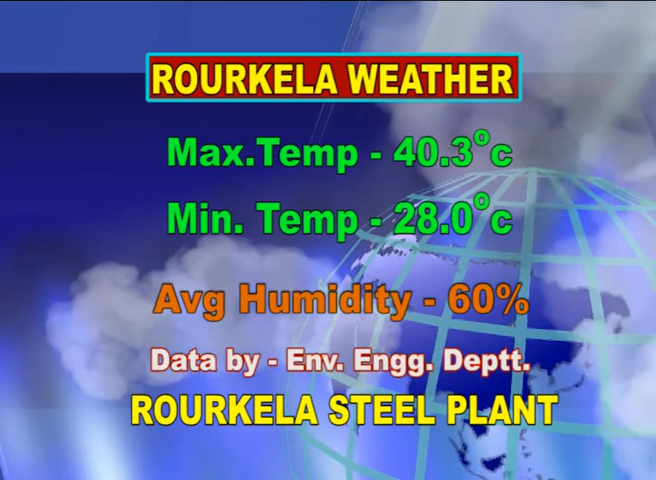 ROURKELA WEATHER
Max.Temp - 40.3°c
Min. Temp - 28.0°c
Avg Humidity - 60%
Data by - Env. Engg. Deptt.
ROURKELA STEEL PLANT